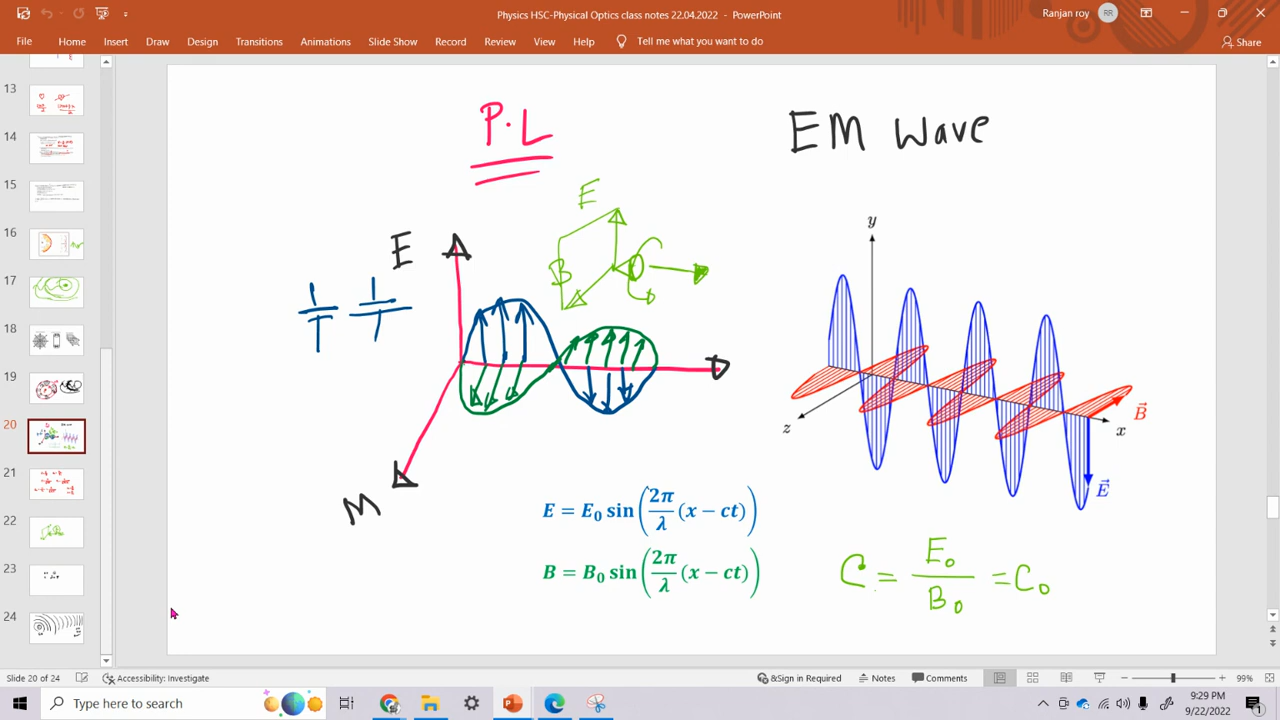 Physics HSC-Physical Optics class notes 22.04.2022 - PowerPoint
Ranjan roy RR
File Home Insert Draw Design Transitions Animations Slide Show Record Review View Help Tell me what you want to do Share
13
14
15
16
17
18
19
20
21
22
23
24
P.L
EM Wave
E
E
B
C
M
y
z
x
B⃗
E⃗
E = E₀ sin(2π/λ (x − ct))
B = B₀ sin(2π/λ (x − ct))
C = E₀/B₀ = C₀
Slide 20 of 24 Accessibility: Investigate &Sign in Required Notes Comments 99%
Type here to search
9:29 PM
9/22/2022
1